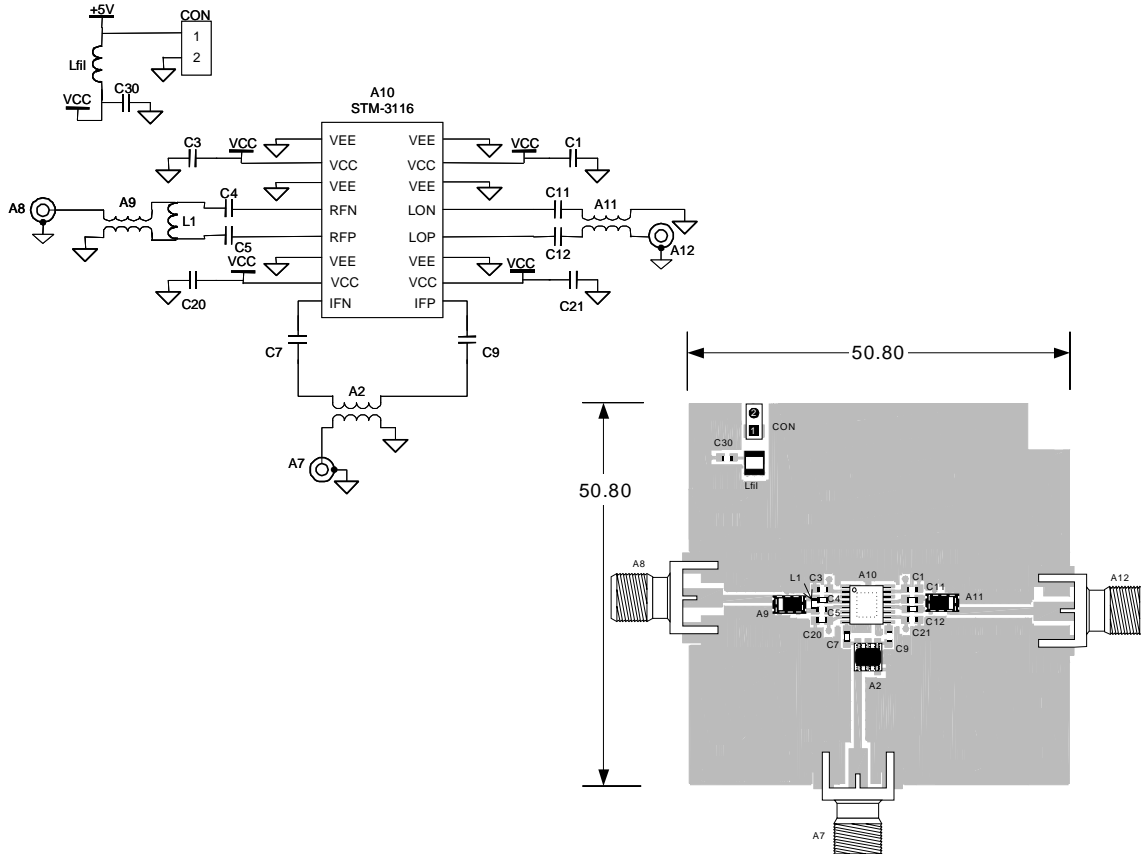 +5V
CON
1
2
Lfil
C30
VCC
A10
STM-3116
VEE
VCC
VEE
RFN
RFP
VEE
VCC
IFN
VEE
VCC
VEE
LON
LOP
VEE
VCC
IFP
C3
VCC
VCC
C1
A8
A9
L1
C4
C5
VCC
C20
C11
A11
C12
A12
VCC
C21
C7
C9
A2
A7
50.80
50.80
2
1
CON
C30
Lfil
A8
L1
C3
A10
C1
C11
A12
C4
A9
C5
A11
C12
C20
C21
C7
C9
A2
A7